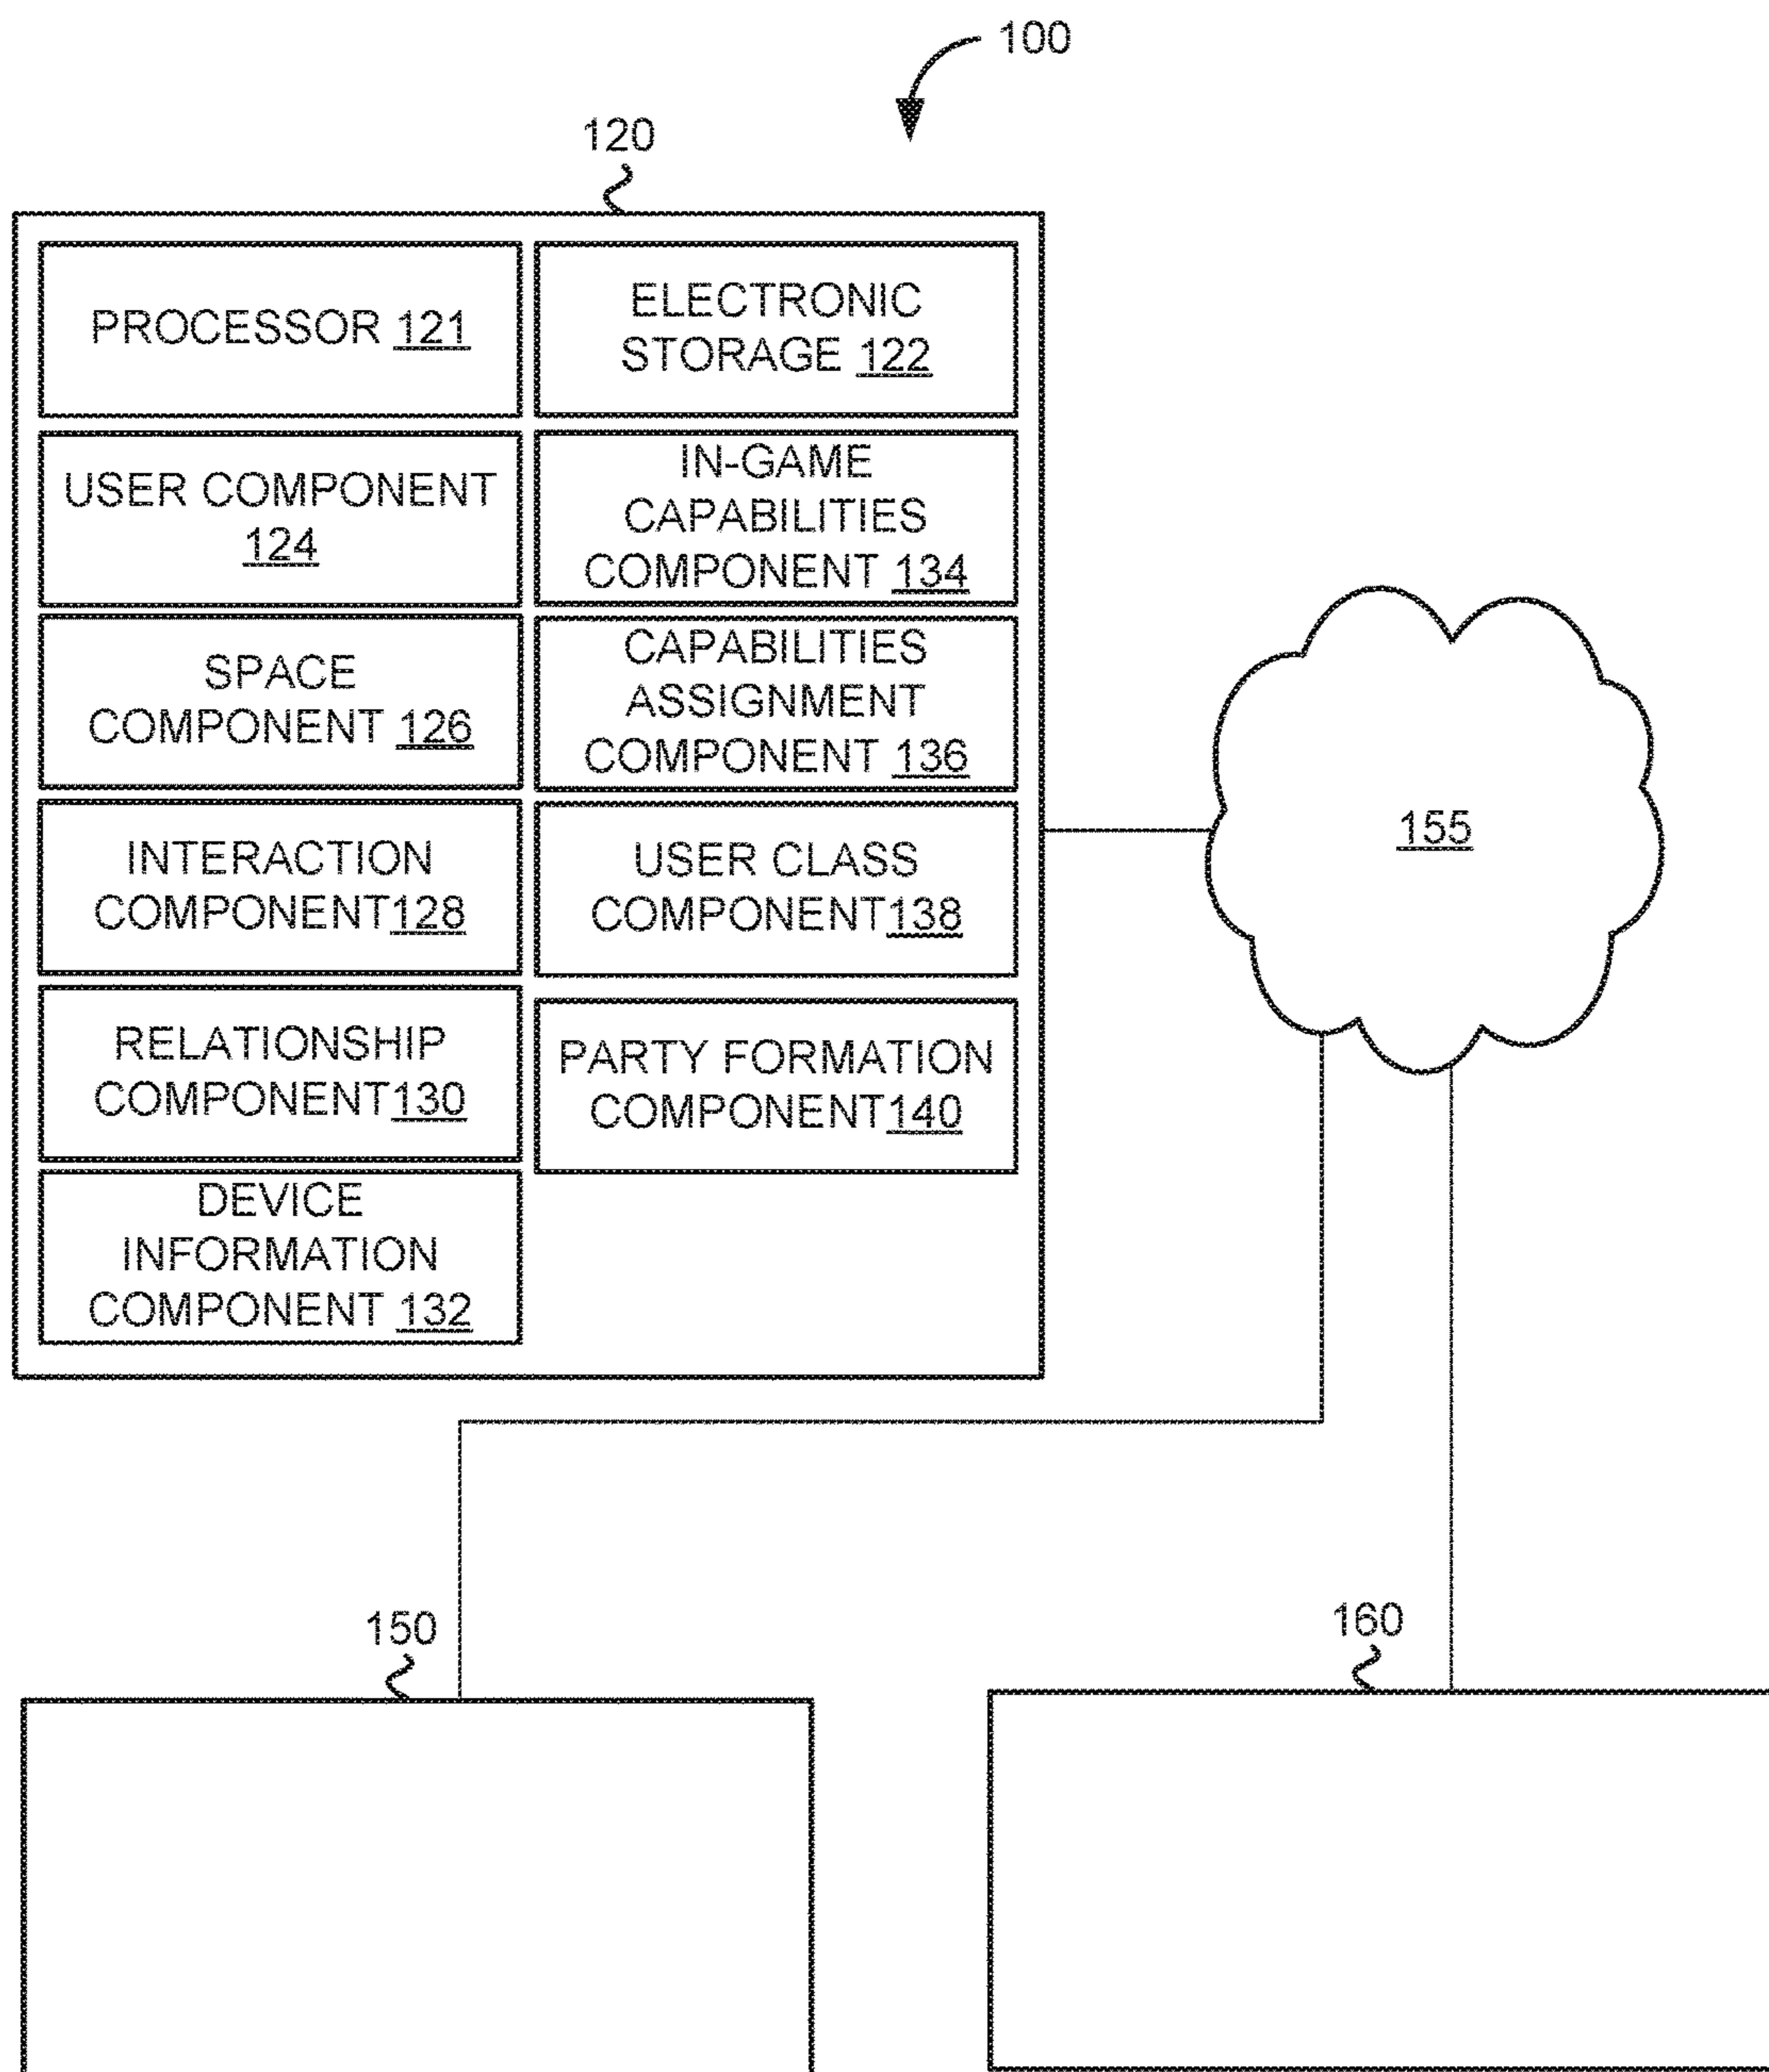 100
120
PROCESSOR 121
ELECTRONIC
STORAGE 122
USER COMPONENT
124
IN-GAME
CAPABILITIES
COMPONENT 134
SPACE
COMPONENT 126
CAPABILITIES
ASSIGNMENT
COMPONENT 136
INTERACTION
COMPONENT128
USER CLASS
COMPONENT138
RELATIONSHIP
COMPONENT130
PARTY FORMATION
COMPONENT140
DEVICE
INFORMATION
COMPONENT 132
155
150
160